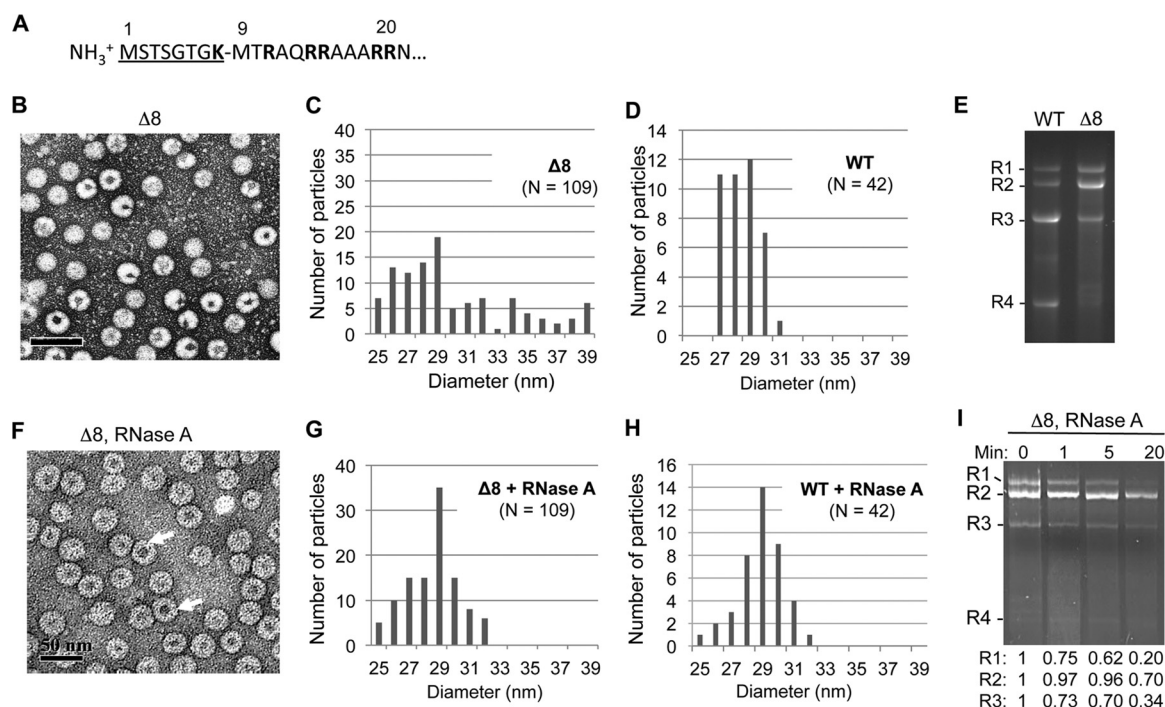 A
1 9 20
NH3+ MSTSGTGK-MTRAQRRAAARRN...
B
Δ8
C
Number of particles
40
35
30
25
20
15
10
5
0
Δ8
(N = 109)
25 27 29 31 33 35 37 39
Diameter (nm)
D
Number of particles
14
12
10
8
6
4
2
0
WT
(N = 42)
25 27 29 31 33 35 37 39
Diameter (nm)
E
WT Δ8
R1
R2
R3
R4
F
Δ8, RNase A
50 nm
G
Number of particles
40
30
20
10
0
Δ8 + RNase A
(N = 109)
25 27 29 31 33 35 37 39
Diameter (nm)
H
Number of particles
16
14
12
10
8
6
4
2
0
WT + RNase A
(N = 42)
25 27 29 31 33 35 37 39
Diameter (nm)
I
Δ8, RNase A
Min: 0 1 5 20
R1
R2
R3
R4
R1: 1 0.75 0.62 0.20
R2: 1 0.97 0.96 0.70
R3: 1 0.73 0.70 0.34